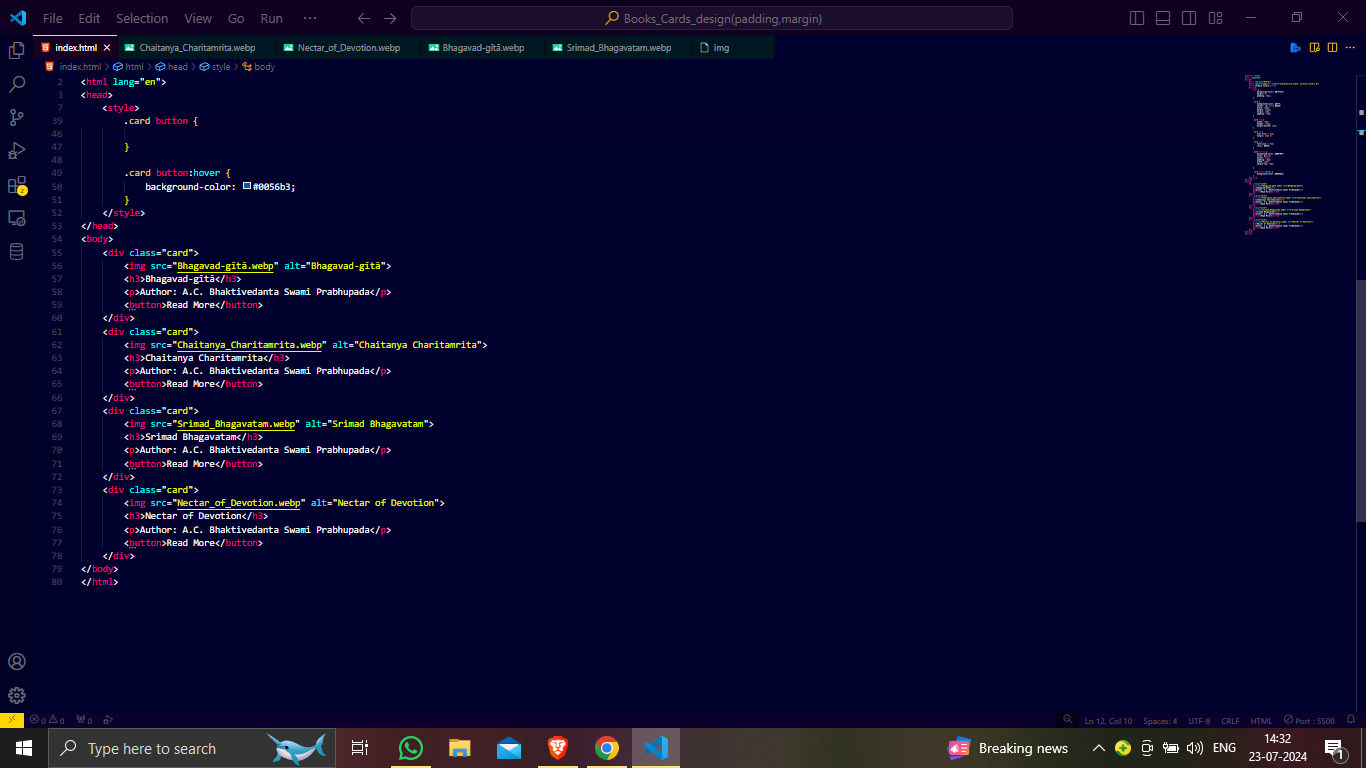 File Edit Selection View Go Run ··· Books_Cards_design(padding,margin)
index.html Chaitanya_Charitamrita.webp Nectar_of_Devotion.webp Bhagavad-gītā.webp Srimad_Bhagavatam.webp img
index.html > html > head > style > body
2 <html lang="en">
3 <head>
7 <style>
39 .card button {
46
47 }
48
49 .card button:hover {
50 background-color: #0056b3;
51 }
52 </style>
53 </head>
54 <body>
55 <div class="card">
56 <img src="Bhagavad-gītā.webp" alt="Bhagavad-gītā">
57 <h3>Bhagavad-gītā</h3>
58 <p>Author: A.C. Bhaktivedanta Swami Prabhupada</p>
59 <button>Read More</button>
60 </div>
61 <div class="card">
62 <img src="Chaitanya_Charitamrita.webp" alt="Chaitanya Charitamrita">
63 <h3>Chaitanya Charitamrita</h3>
64 <p>Author: A.C. Bhaktivedanta Swami Prabhupada</p>
65 <button>Read More</button>
66 </div>
67 <div class="card">
68 <img src="Srimad_Bhagavatam.webp" alt="Srimad Bhagavatam">
69 <h3>Srimad Bhagavatam</h3>
70 <p>Author: A.C. Bhaktivedanta Swami Prabhupada</p>
71 <button>Read More</button>
72 </div>
73 <div class="card">
74 <img src="Nectar_of_Devotion.webp" alt="Nectar of Devotion">
75 <h3>Nectar of Devotion</h3>
76 <p>Author: A.C. Bhaktivedanta Swami Prabhupada</p>
77 <button>Read More</button>
78 </div>
79 </body>
80 </html>
0 0 0 Ln 12, Col 10 Spaces: 4 UTF-8 CRLF HTML Port : 5500
Type here to search Breaking news ENG 14:32
23-07-2024 1